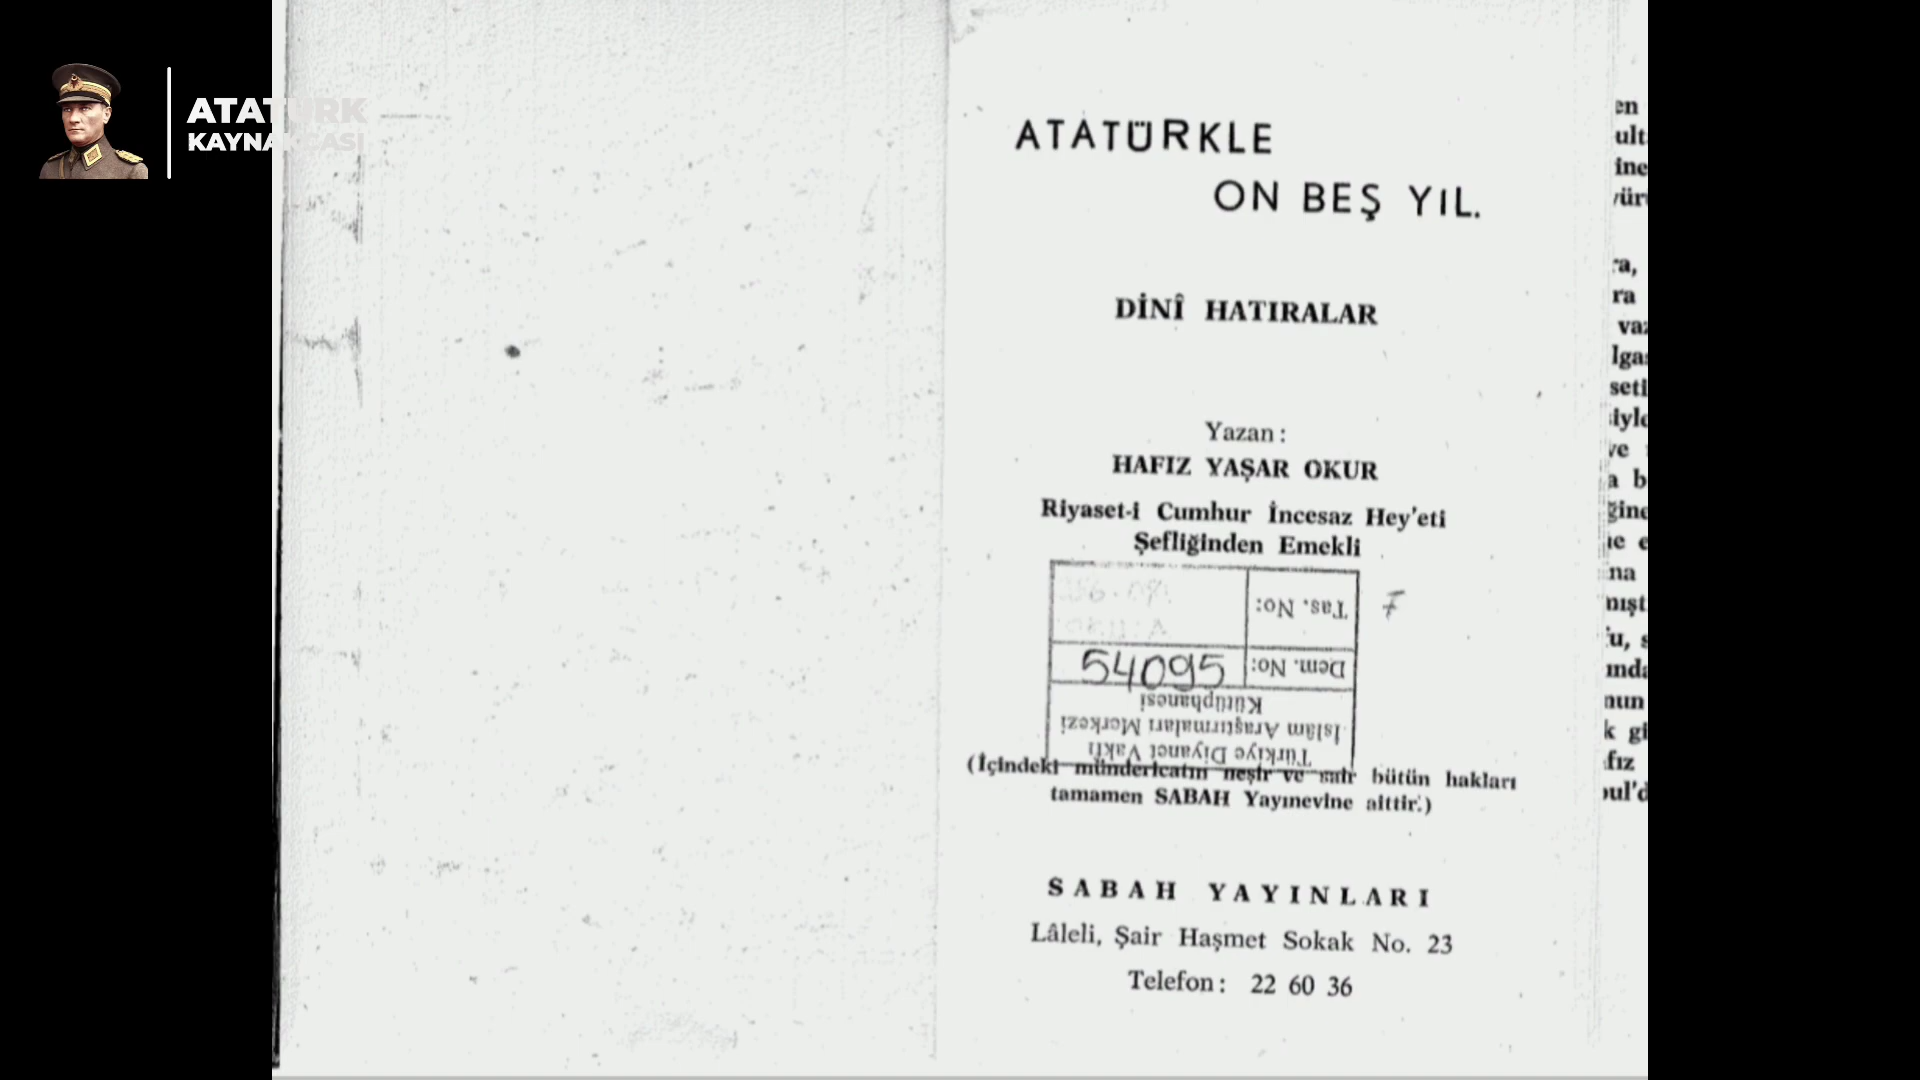 ATATÜRK
KAYNAKÇASI
ATATÜRKLE
ON BEŞ YIL.
DİNÎ HATIRALAR
Yazan :
HAFIZ YAŞAR OKUR
Riyaset-i Cumhur İncesaz Hey'eti
Şefliğinden Emekli
7
Türkiye Diyanet Vakfı
İslâm Araştırmaları Merkezi
Kütüphanesi
Dem. No: 54095
Tas. No:
(İçindeki münderıcatın neşir ve bütün hakları
tamamen SABAH Yayınevine aittir.)
SABAH YAYINLARI
Lâleli, Şair Haşmet Sokak No. 23
Telefon : 22 60 36